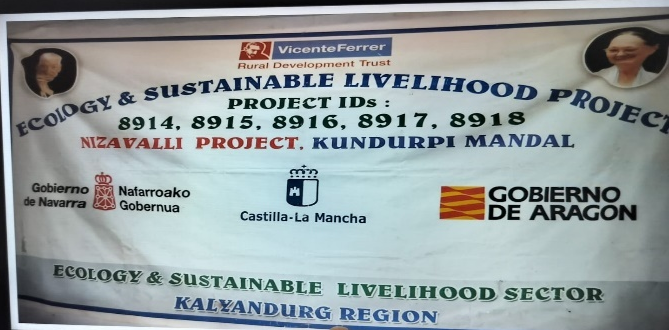 VicenteFerrer
Rural Development Trust
ECOLOGY & SUSTAINABLE LIVELIHOOD PROJECT
PROJECT IDs :
8914, 8915, 8916, 8917, 8918
NIZAVALLI PROJECT, KUNDURPI MANDAL
Gobierno
de Navarra
Nafarroako
Gobernua
Castilla-La Mancha
GOBIERNO
DE ARAGON
ECOLOGY & SUSTAINABLE LIVELIHOOD SECTOR
KALYANDURG REGION